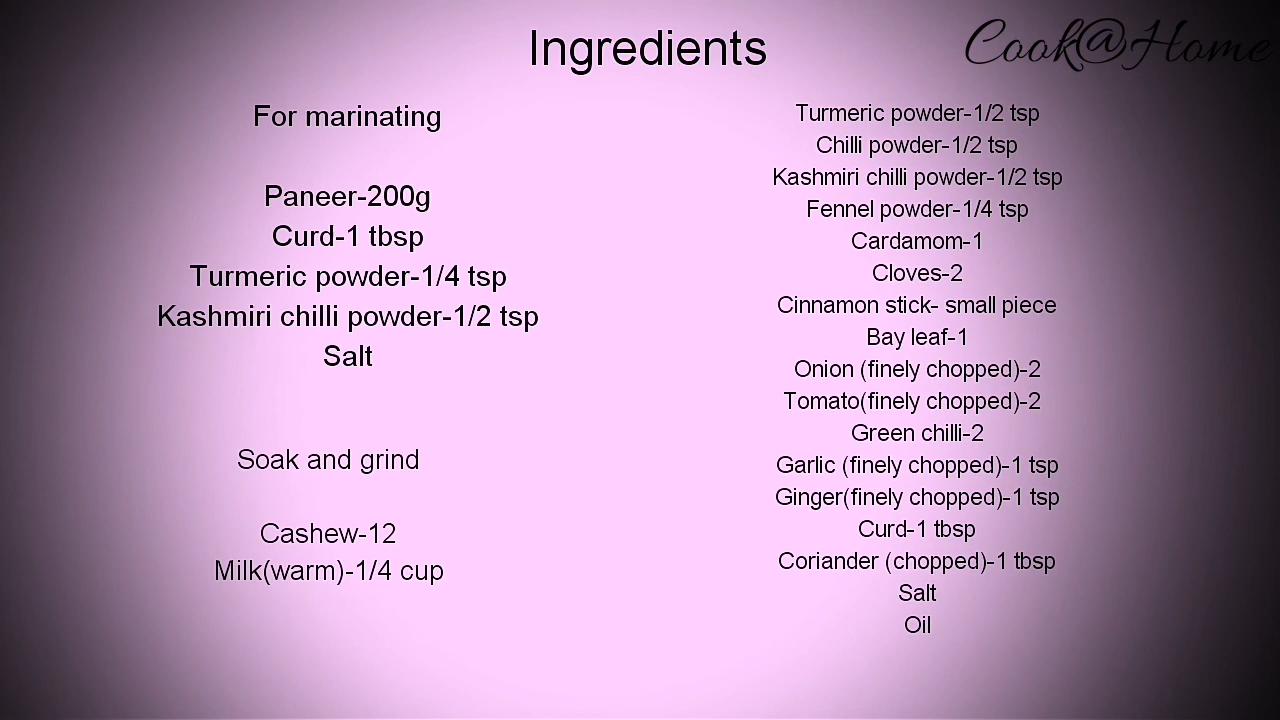 Ingredients
Cook@Home
For marinating
Paneer-200g
Curd-1 tbsp
Turmeric powder-1/4 tsp
Kashmiri chilli powder-1/2 tsp
Salt
Soak and grind
Cashew-12
Milk(warm)-1/4 cup
Turmeric powder-1/2 tsp
Chilli powder-1/2 tsp
Kashmiri chilli powder-1/2 tsp
Fennel powder-1/4 tsp
Cardamom-1
Cloves-2
Cinnamon stick- small piece
Bay leaf-1
Onion (finely chopped)-2
Tomato(finely chopped)-2
Green chilli-2
Garlic (finely chopped)-1 tsp
Ginger(finely chopped)-1 tsp
Curd-1 tbsp
Coriander (chopped)-1 tbsp
Salt
Oil